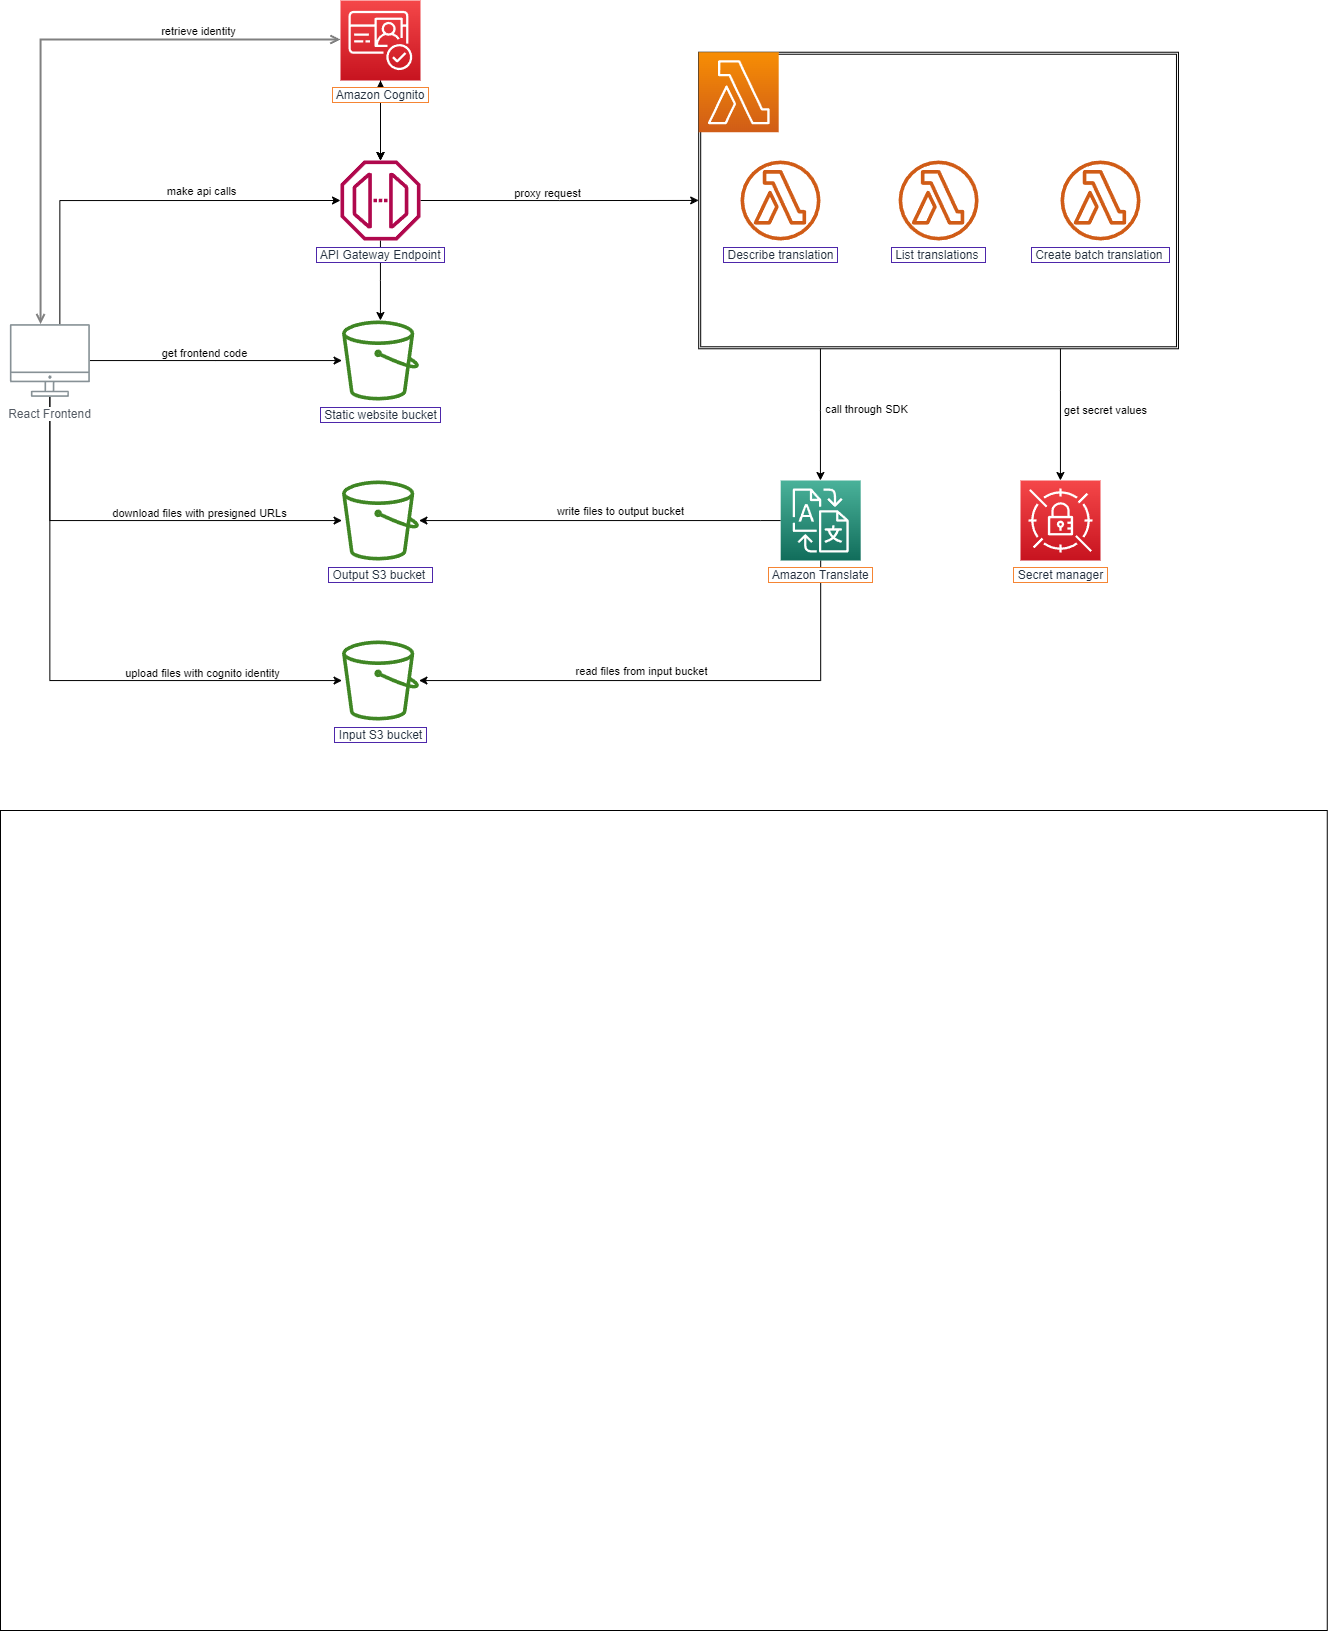 retrieve identity
Amazon Cognito
make api calls
proxy request
API Gateway Endpoint
Describe translation
List translations
Create batch translation
get frontend code
React Frontend
Static website bucket
call through SDK
get secret values
download files with presigned URLs
write files to output bucket
A
文
Output S3 bucket
Amazon Translate
Secret manager
upload files with cognito identity
read files from input bucket
Input S3 bucket